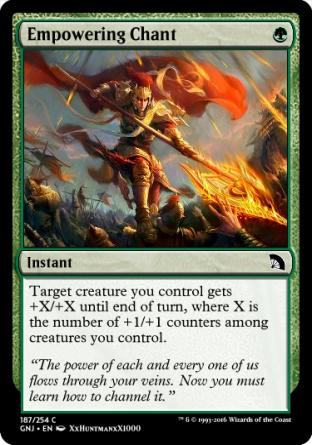 Empowering Chant
Instant
Target creature you control gets
+X/+X until end of turn, where X is
the number of +1/+1 counters among
creatures you control.
“The power of each and every one of
us flows through your veins. Now you must
learn how to channel it.”
187/254 C
GNJ • EN XxHuntmanxX1000
™ & © 1993-2016 Wizards of the Coast